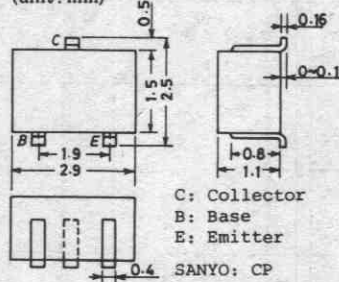 (unit: mm)
C
0.5
0.16
1.5
2.5
0~0.1
B
E
1.9
2.9
0.8
1.1
C: Collector
B: Base
E: Emitter
0.4
SANYO: CP